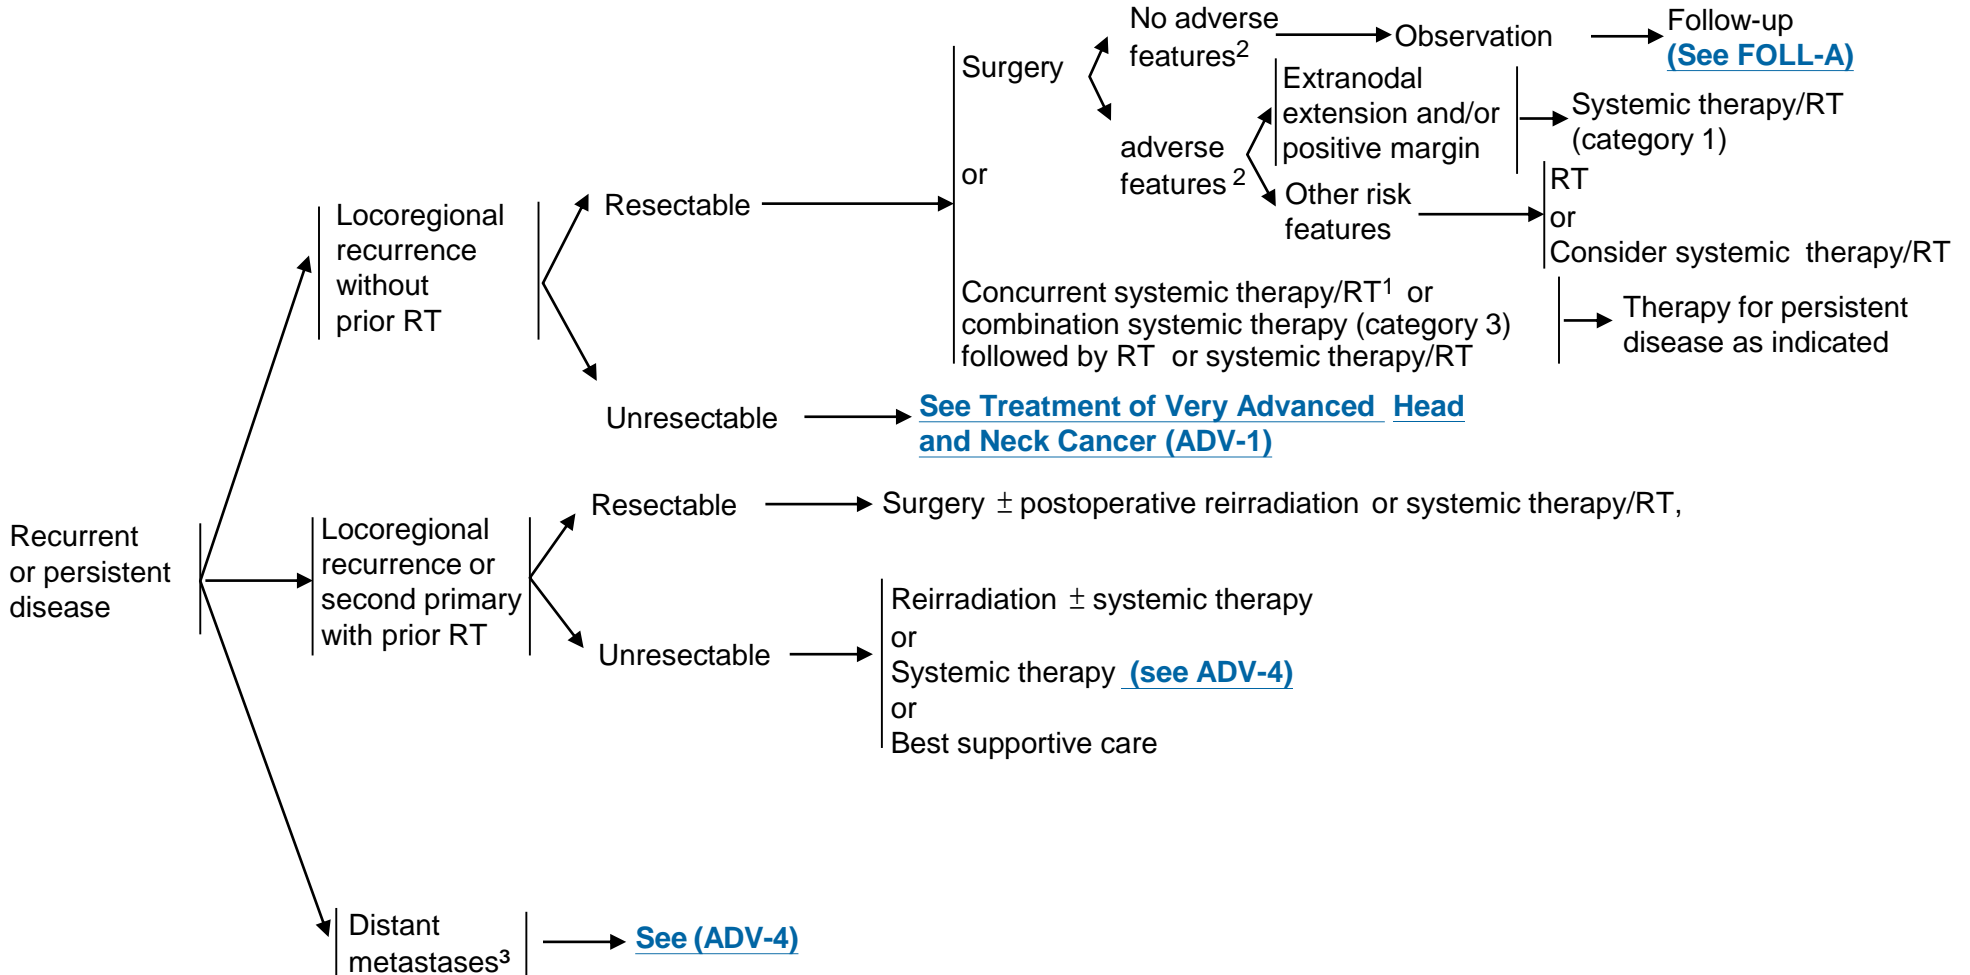 No adverse
features2
Observation
Follow-up
(See FOLL-A)
Surgery
Extranodal
extension and/or
positive margin
Systemic therapy/RT
(category 1)
adverse
features 2
or
Other risk
features
RT
or
Consider systemic therapy/RT
Locoregional
recurrence
without
prior RT
Resectable
Concurrent systemic therapy/RT1 or
combination systemic therapy (category 3)
followed by RT or systemic therapy/RT
Therapy for persistent
disease as indicated
Unresectable
See Treatment of Very Advanced Head
and Neck Cancer (ADV-1)
Recurrent
or persistent
disease
Locoregional
recurrence or
second primary
with prior RT
Resectable
Surgery ± postoperative reirradiation or systemic therapy/RT,
Unresectable
Reirradiation ± systemic therapy
or
Systemic therapy (see ADV-4)
or
Best supportive care
Distant
metastases3
See (ADV-4)